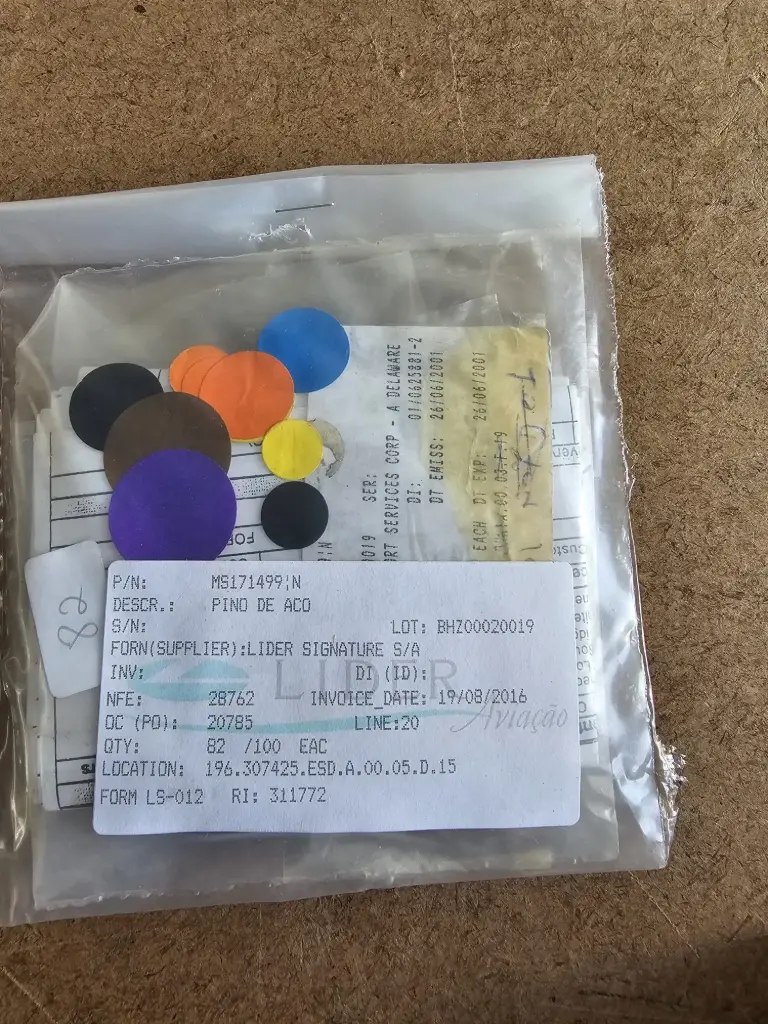 P/N: MS171499¦N
DESCR.: PINO DE ACO
S/N: LOT: BHZ00020019
FORN(SUPPLIER):LIDER SIGNATURE S/A
INV: DI (ID):
NFE: 28762 INVOICE_DATE: 19/08/2016
OC (PO): 20785 LINE:20
QTY: 82 /100 EAC
LOCATION: 196.307425.ESD.A.00.05.D.15
FORM LS-012 RI: 311772
LIDER
Aviação
82
SER:
RT SERVICES CORP - A DELAWARE
DI: 01/0625881-2
DT EMISS: 26/06/2001
EACH DT EXP: 26/06/2001